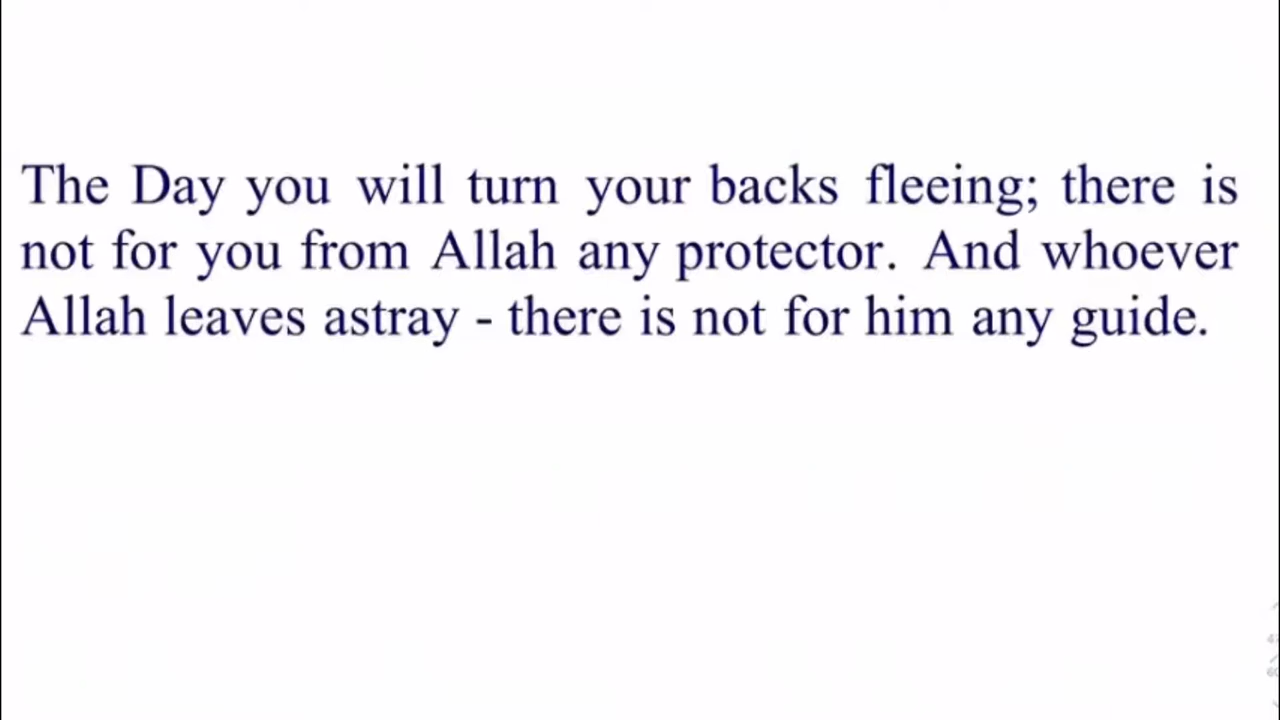 The Day you will turn your backs fleeing; there is
not for you from Allah any protector. And whoever
Allah leaves astray - there is not for him any guide.